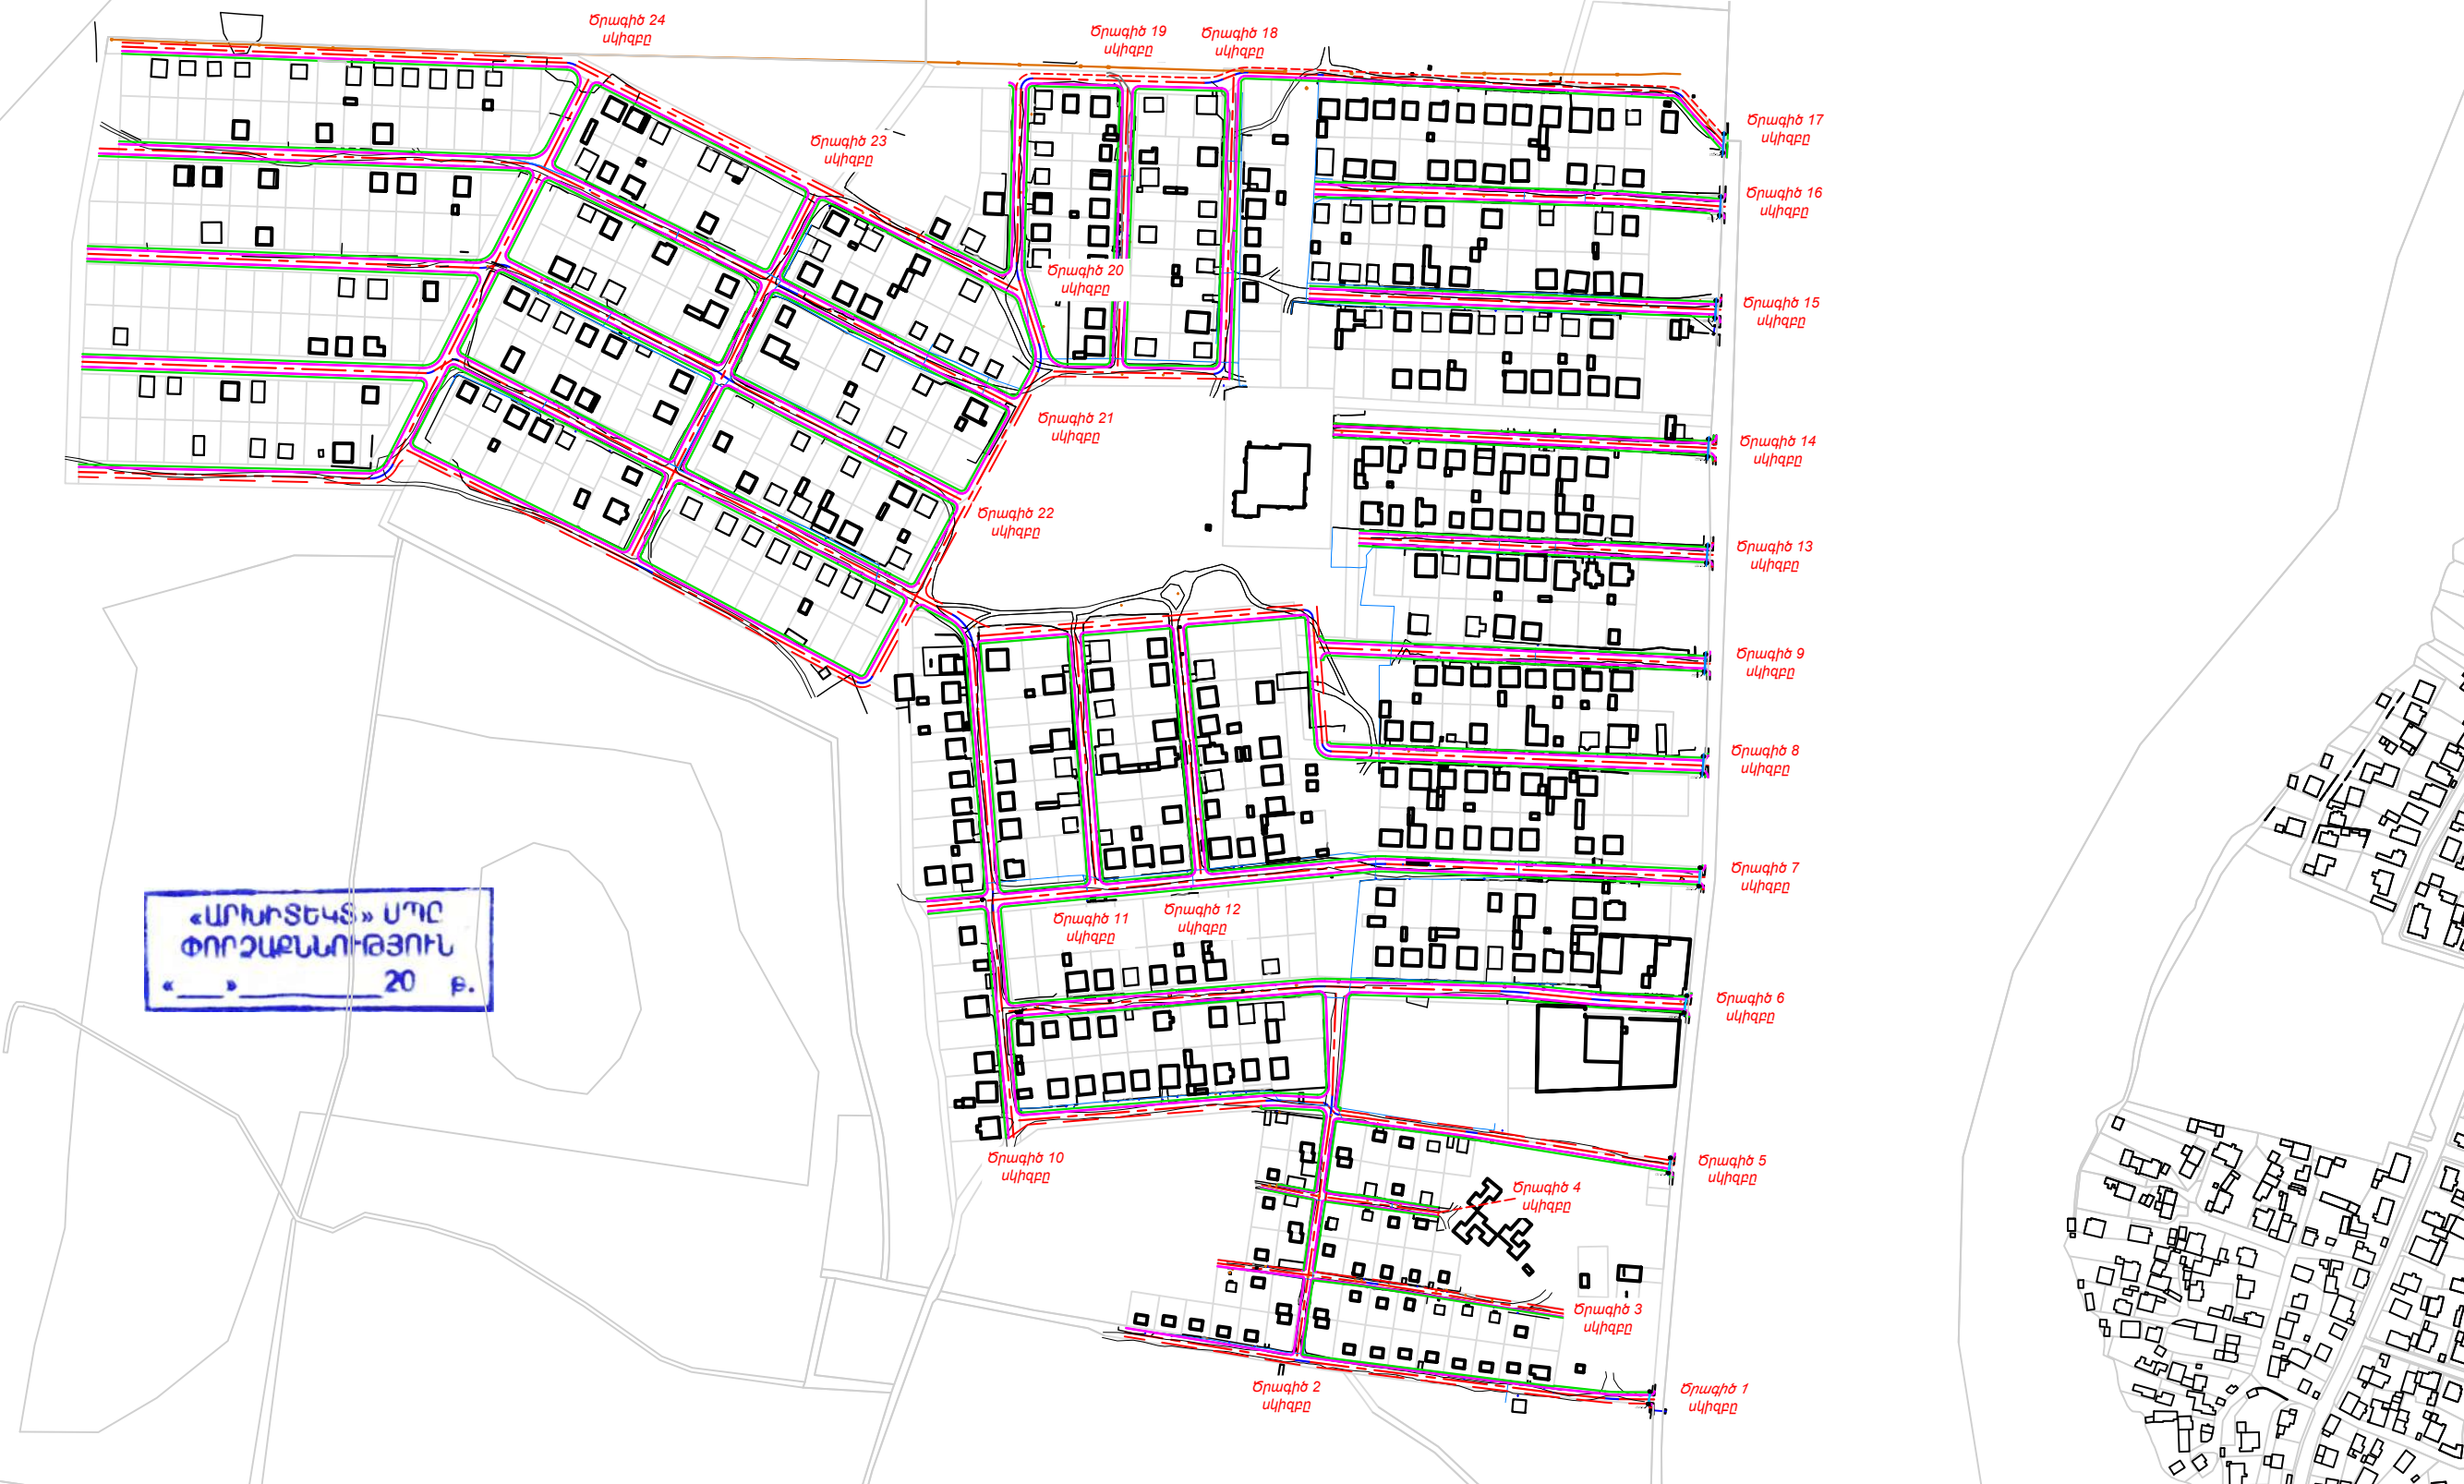 Ծրագիծ 24
սկիզբը
Ծրագիծ 19
սկիզբը
Ծրագիծ 18
սկիզբը
Ծրագիծ 17
սկիզբը
Ծրագիծ 23
սկիզբը
Ծրագիծ 16
սկիզբը
Ծրագիծ 20
սկիզբը
Ծրագիծ 15
սկիզբը
Ծրագիծ 21
սկիզբը
Ծրագիծ 14
սկիզբը
Ծրագիծ 22
սկիզբը
Ծրագիծ 13
սկիզբը
Ծրագիծ 9
սկիզբը
Ծրագիծ 8
սկիզբը
Ծրագիծ 7
սկիզբը
Ծրագիծ 11
սկիզբը
Ծրագիծ 12
սկիզբը
«ԱՐԽԻՏԵԿՏ» ՍՊԸ
ՓՈՐՁԱՔՆՆՈՒԹՅՈՒՆ
«___»__________20 թ.
Ծրագիծ 6
սկիզբը
Ծրագիծ 10
սկիզբը
Ծրագիծ 5
սկիզբը
Ծրագիծ 4
սկիզբը
Ծրագիծ 3
սկիզբը
Ծրագիծ 2
սկիզբը
Ծրագիծ 1
սկիզբը